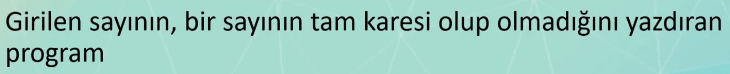 Girilen sayının, bir sayının tam karesi olup olmadığını yazdıran
program